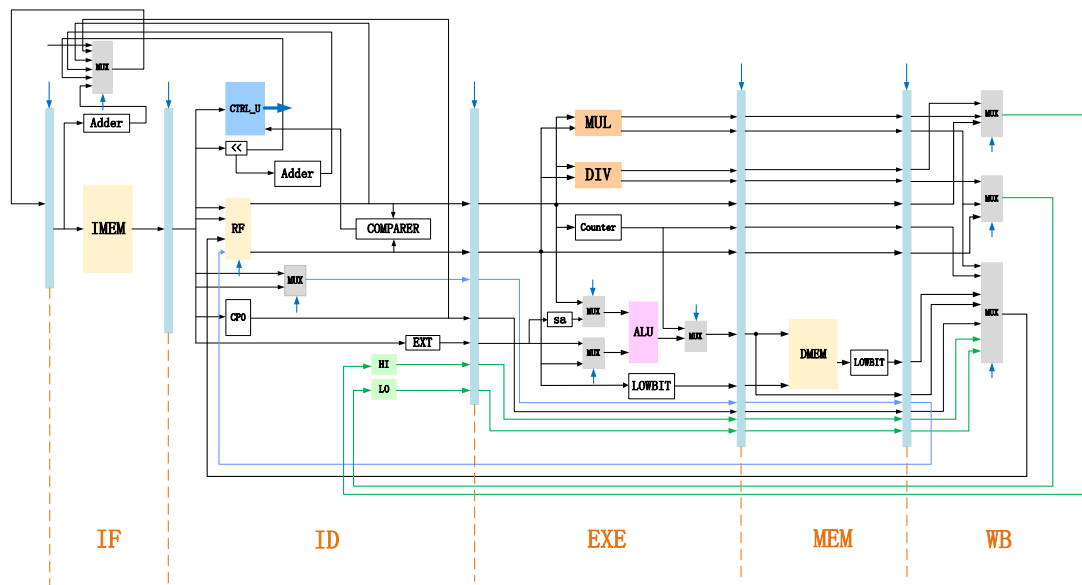 MUX
Adder
IMEM
CTRL_U
<<
Adder
RF
COMPARER
MUX
CP0
EXT
HI
LO
MUL
DIV
Counter
MUX
sa
ALU
MUX
MUX
LOWBIT
DMEM
LOWBIT
MUX
MUX
MUX
IF
ID
EXE
MEM
WB